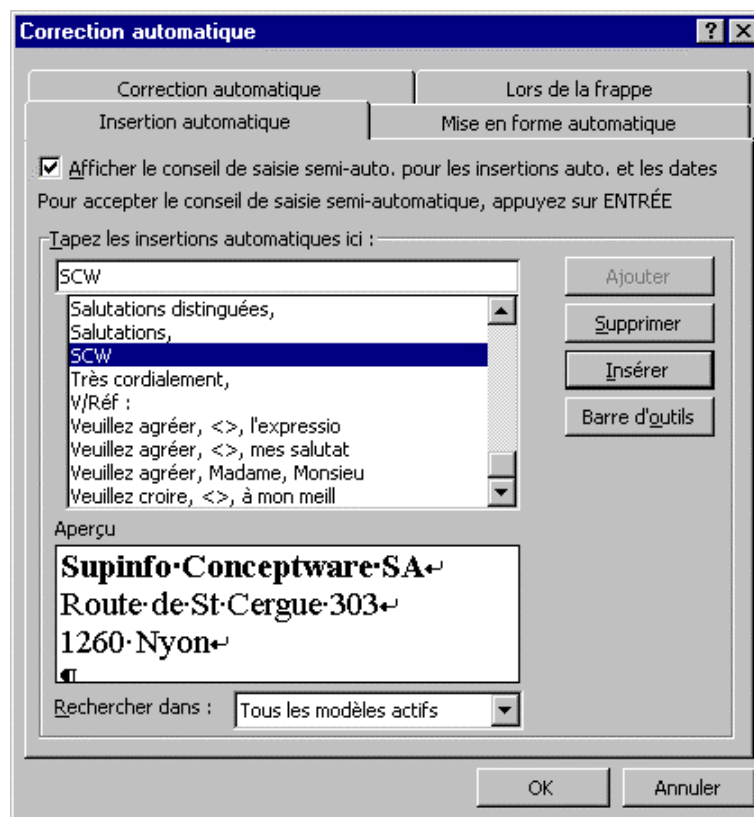 Correction automatique
Correction automatique
Lors de la frappe
Insertion automatique
Mise en forme automatique
Afficher le conseil de saisie semi-auto. pour les insertions auto. et les dates
Pour accepter le conseil de saisie semi-automatique, appuyez sur ENTRÉE
Tapez les insertions automatiques ici :
SCW
Ajouter
Salutations distinguées,
Salutations,
SCW
Très cordialement,
V/Réf :
Veuillez agréer, <>, l'expressio
Veuillez agréer, <>, mes salutat
Veuillez agréer, Madame, Monsieu
Veuillez croire, <>, à mon meill
Supprimer
Insérer
Barre d'outils
Aperçu
Supinfo·Conceptware·SA↵
Route·de·St·Cergue·303↵
1260·Nyon↵
¶
Rechercher dans :
Tous les modèles actifs
OK
Annuler